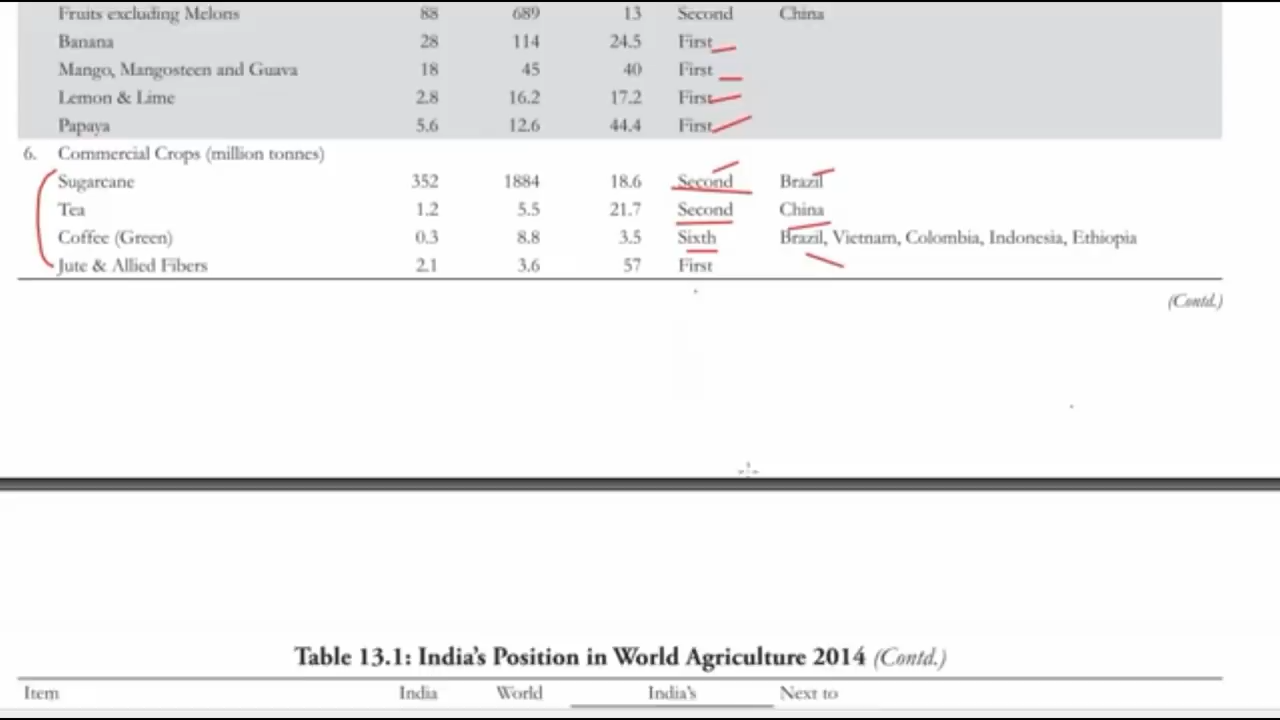 Fruits excluding Melons 88 689 13 Second China
Banana 28 114 24.5 First
Mango, Mangosteen and Guava 18 45 40 First
Lemon & Lime 2.8 16.2 17.2 First
Papaya 5.6 12.6 44.4 First
6. Commercial Crops (million tonnes)
Sugarcane 352 1884 18.6 Second Brazil
Tea 1.2 5.5 21.7 Second China
Coffee (Green) 0.3 8.8 3.5 Sixth Brazil, Vietnam, Colombia, Indonesia, Ethiopia
Jute & Allied Fibers 2.1 3.6 57 First
(Contd.)
Table 13.1: India's Position in World Agriculture 2014 (Contd.)
Item India World India's Next to